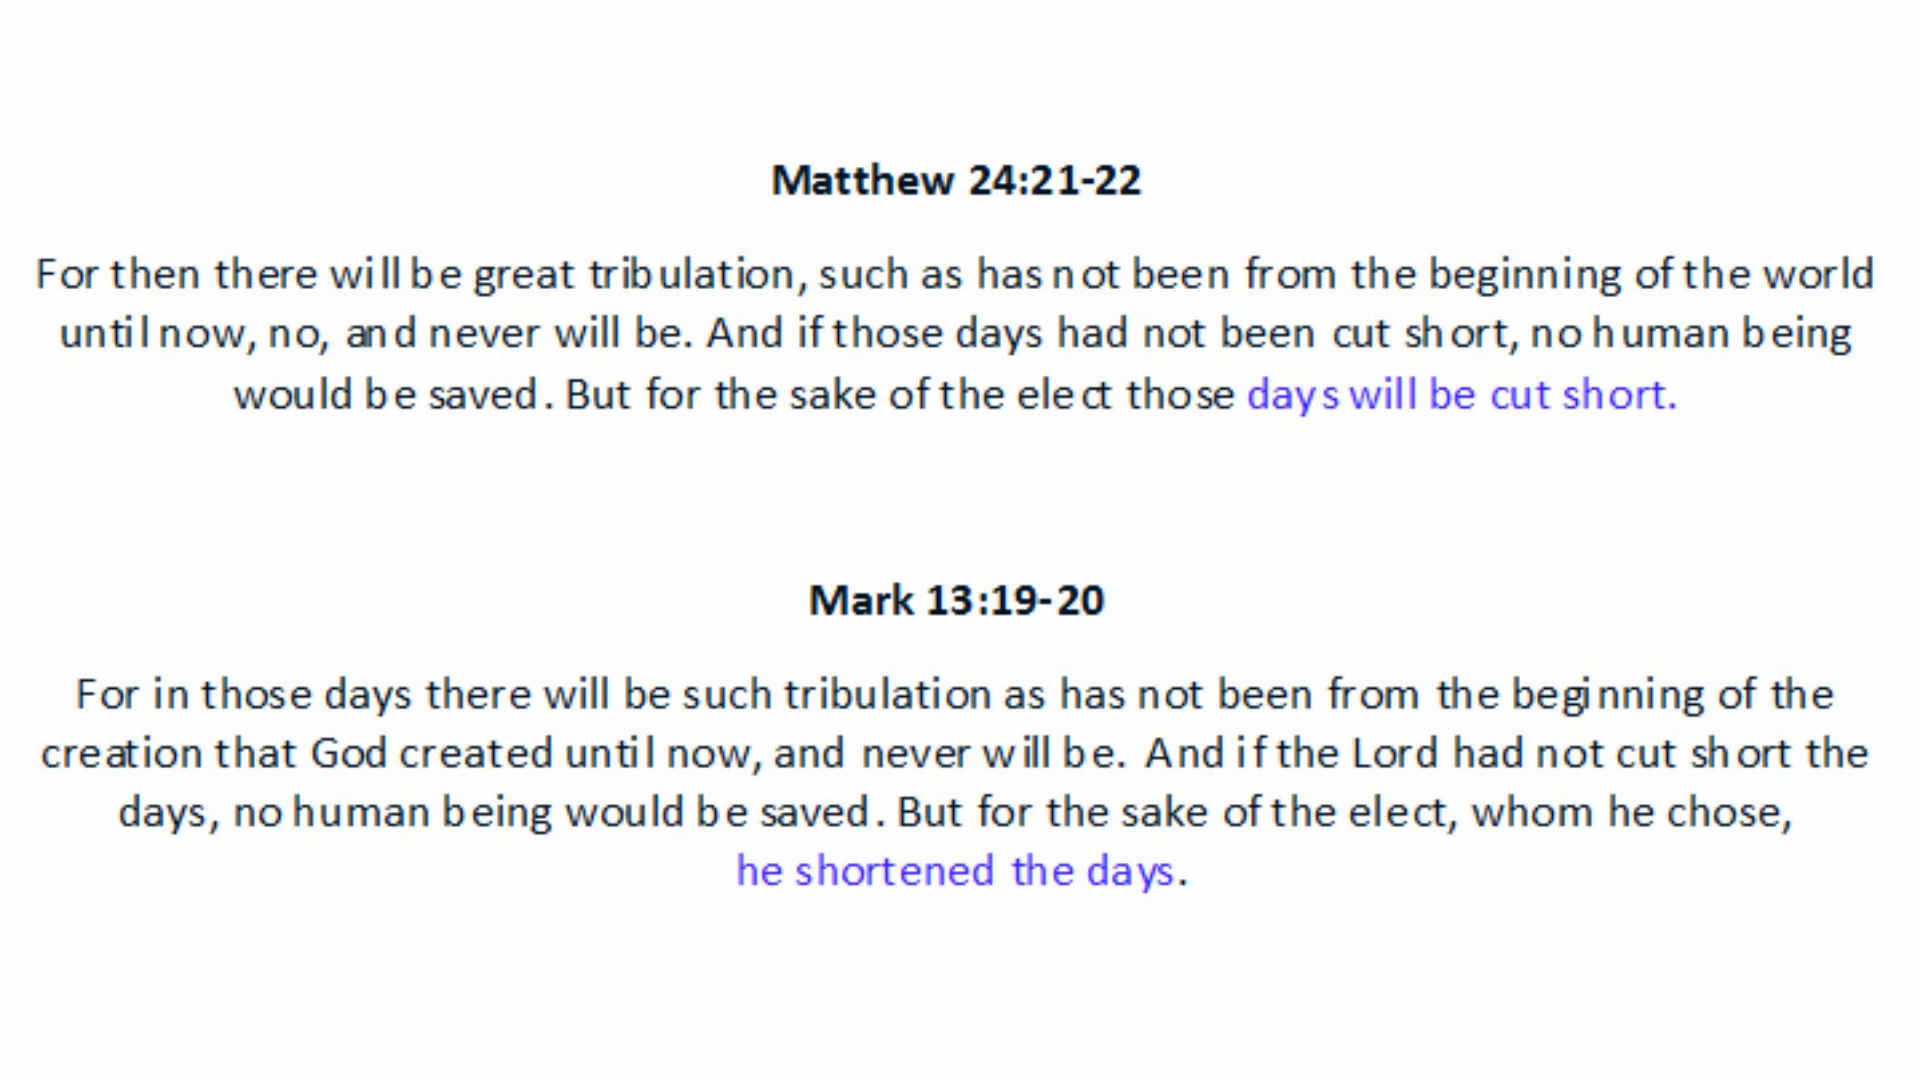 Matthew 24:21-22
For then there will be great tribulation, such as has not been from the beginning of the world
until now, no, and never will be. And if those days had not been cut short, no human being
would be saved. But for the sake of the elect those days will be cut short.
Mark 13:19-20
For in those days there will be such tribulation as has not been from the beginning of the
creation that God created until now, and never will be. And if the Lord had not cut short the
days, no human being would be saved. But for the sake of the elect, whom he chose,
he shortened the days.